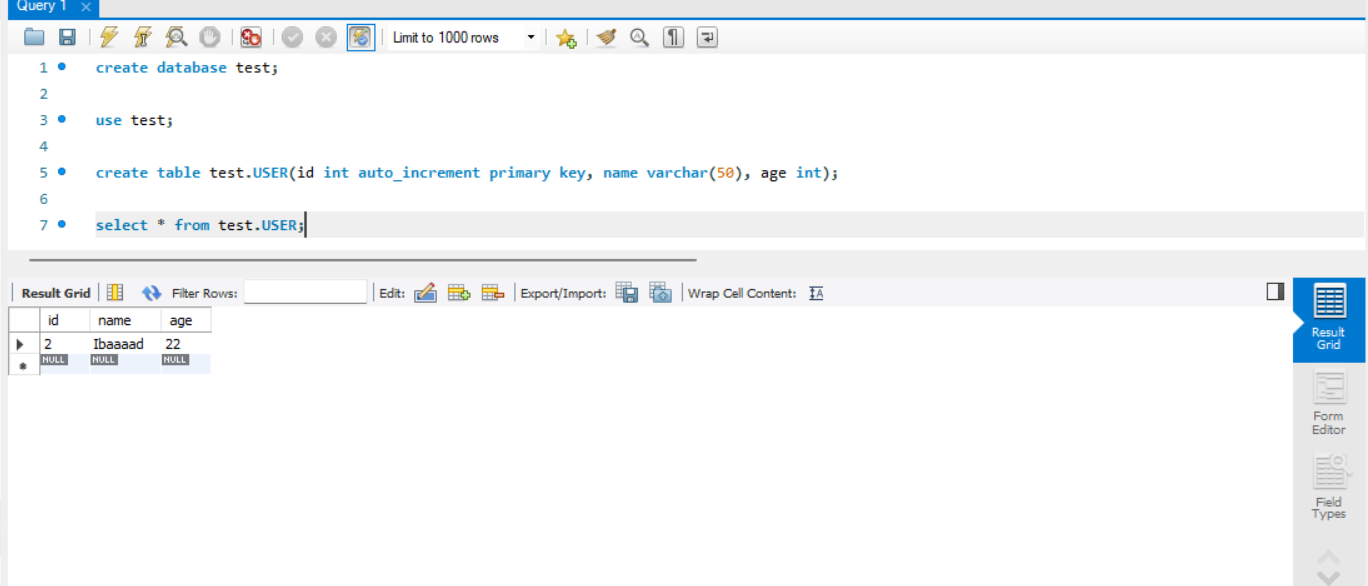 Query 1
Limit to 1000 rows
1 create database test;
2
3 use test;
4
5 create table test.USER(id int auto_increment primary key, name varchar(50), age int);
6
7 select * from test.USER;
Result Grid Filter Rows: Edit: Export/Import: Wrap Cell Content:
id name age
2 Ibaaaad 22
NULL NULL NULL
Result
Grid
Form
Editor
Field
Types